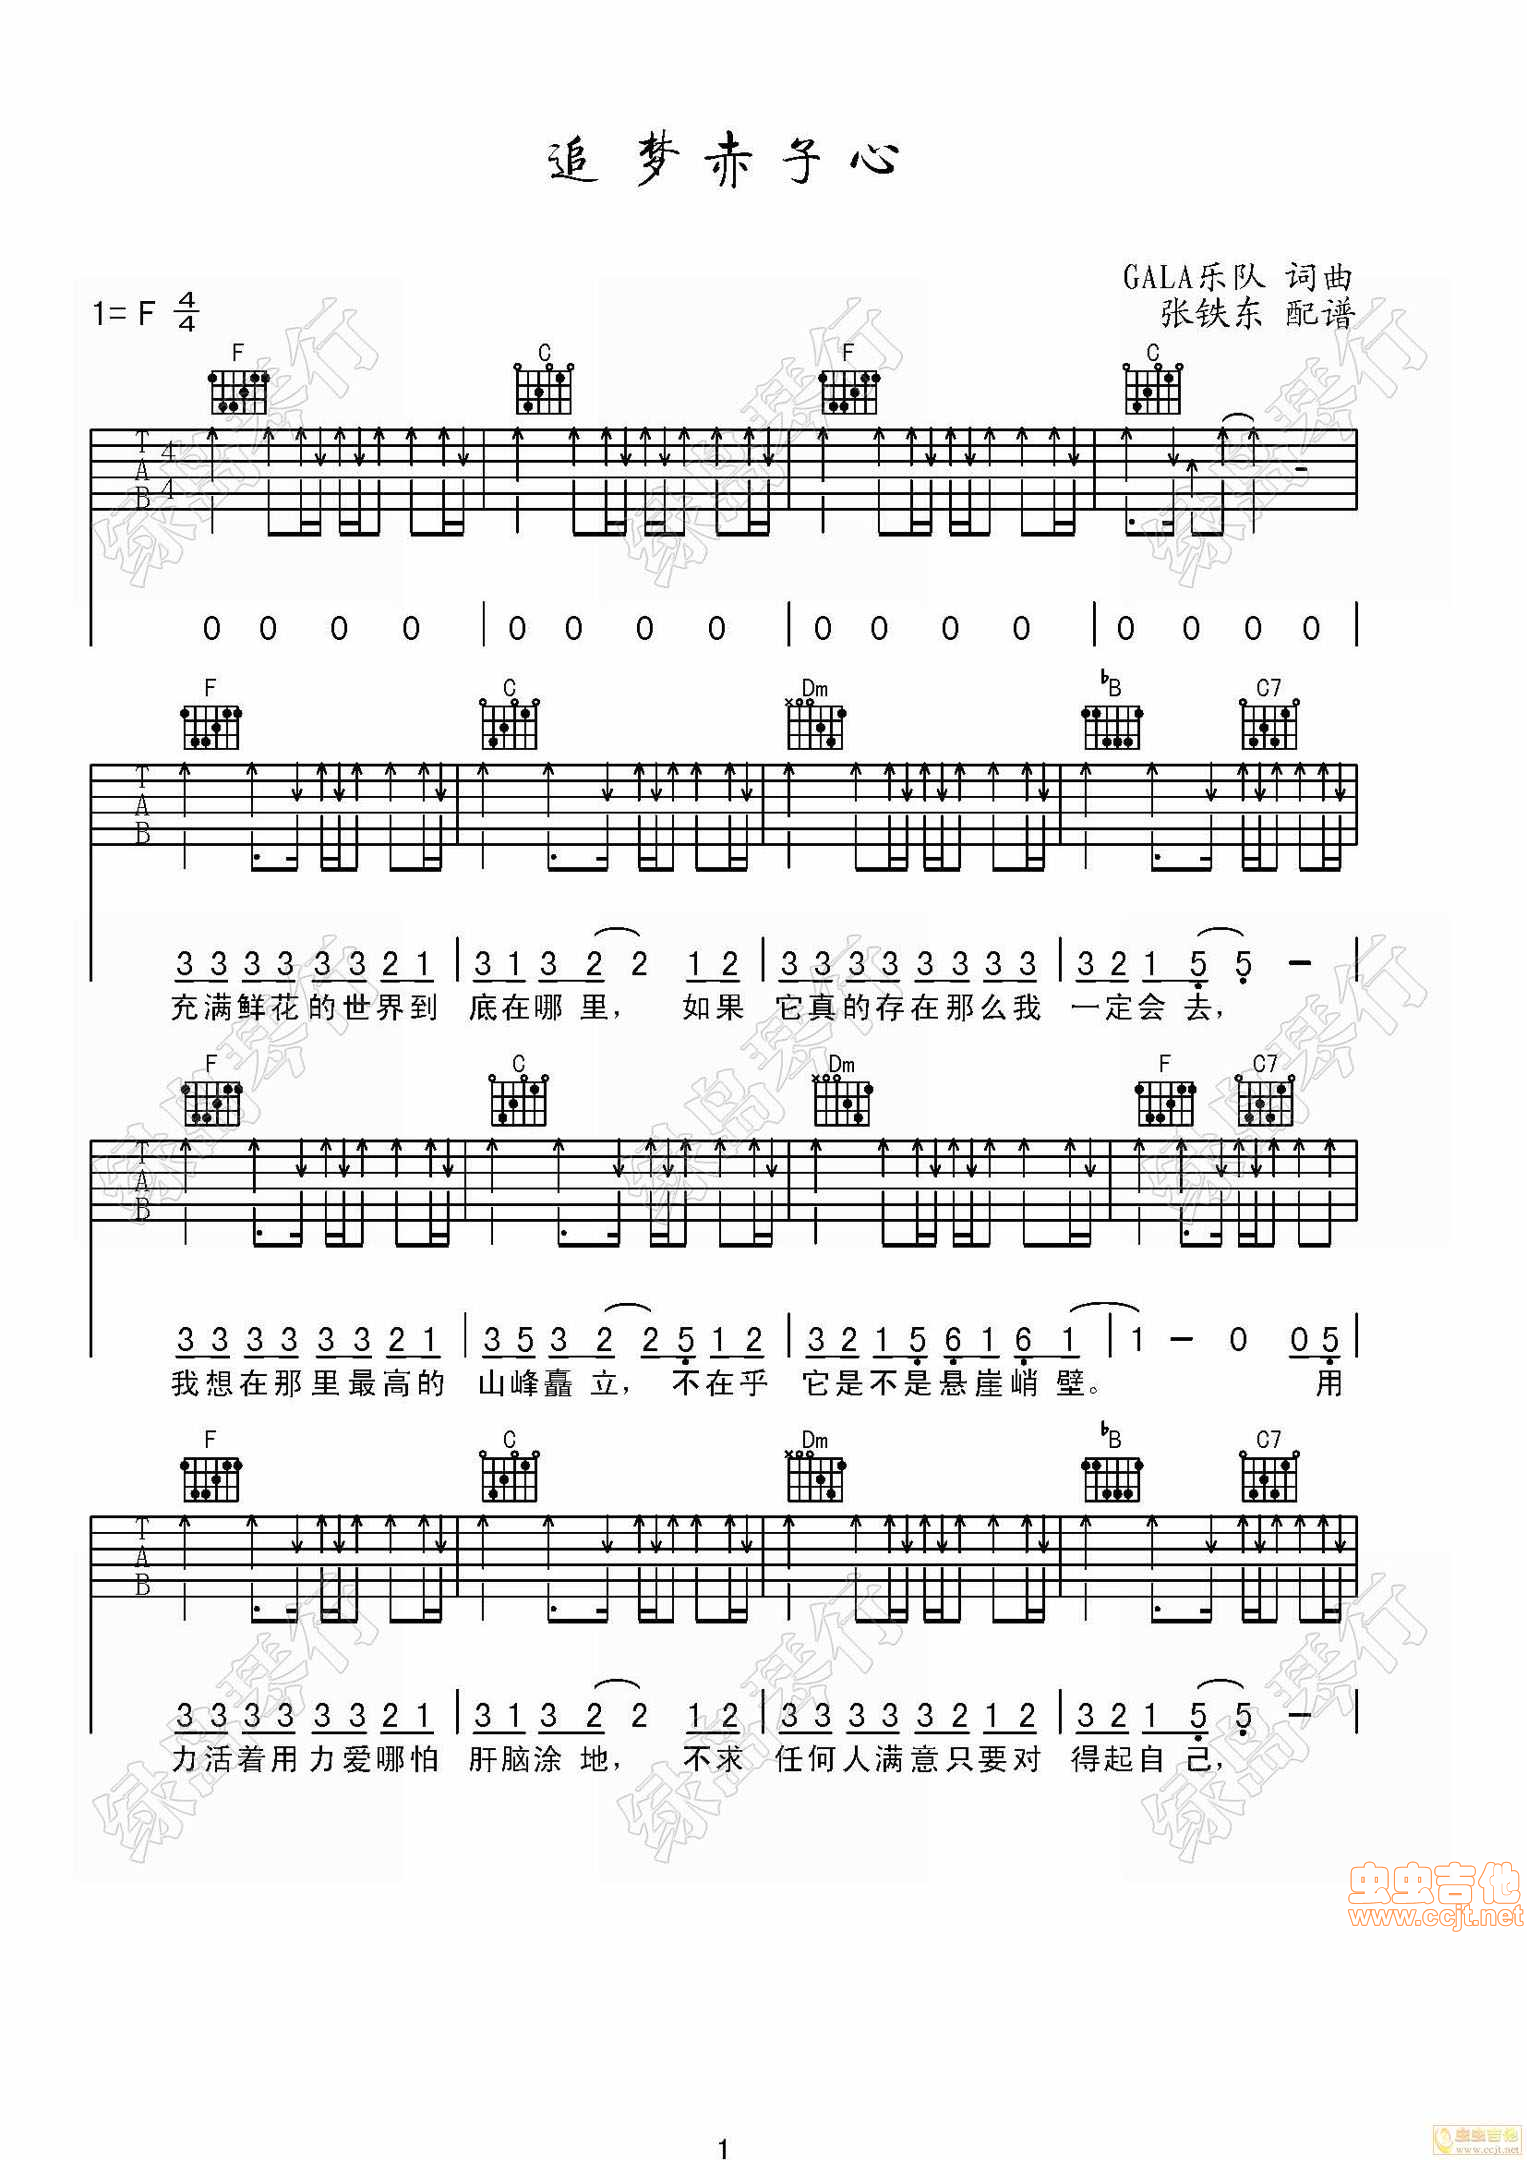 追梦赤子心
GALA乐队 词曲
1= F 4/4
张铁东 配谱
F C F C
T A B 4/4
0 0 0 0 | 0 0 0 0 | 0 0 0 0 | 0 0 0 0
F C Dm ♭B C7
T A B
3 3 3 3 3 3 2 1 | 3 1 3 2 2 1 2 | 3 3 3 3 3 3 3 3 | 3 2 1 5 5 –
充满鲜花的世界到 底在哪里， 如果 它真的存在那么我 一定会去，
F C Dm F C7
T A B
3 3 3 3 3 3 2 1 | 3 5 3 2 2 5 1 2 | 3 2 1 5 6 1 6 1 | 1 – 0 0 5
我想在那里最高的 山峰矗立， 不在乎 它是不是悬崖峭壁。 用
F C Dm ♭B C7
T A B
3 3 3 3 3 3 2 1 | 3 1 3 2 2 1 2 | 3 3 3 3 3 2 1 2 | 3 2 1 5 5 –
力活着用力爱哪怕 肝脑涂地， 不求 任何人满意只要对 得起自己，
绿岛琴行
虫虫吉他
www.ccjt.net
1
虫虫吉他
www.ccjt.net